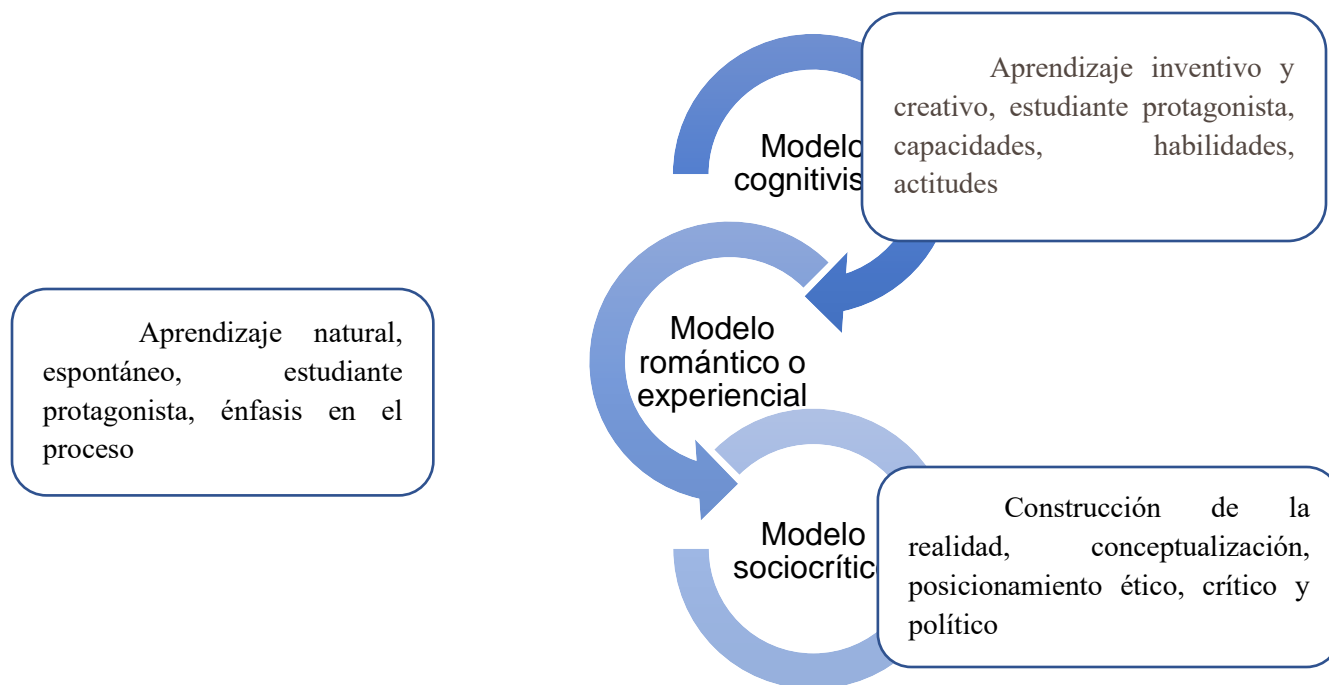 Modelo
cognitivis
Aprendizaje inventivo y
creativo, estudiante protagonista,
capacidades, habilidades,
actitudes
Aprendizaje natural,
espontáneo, estudiante
protagonista, énfasis en el
proceso
Modelo
romántico o
experiencial
Modelo
sociocrític
Construcción de la
realidad, conceptualización,
posicionamiento ético, crítico y
político